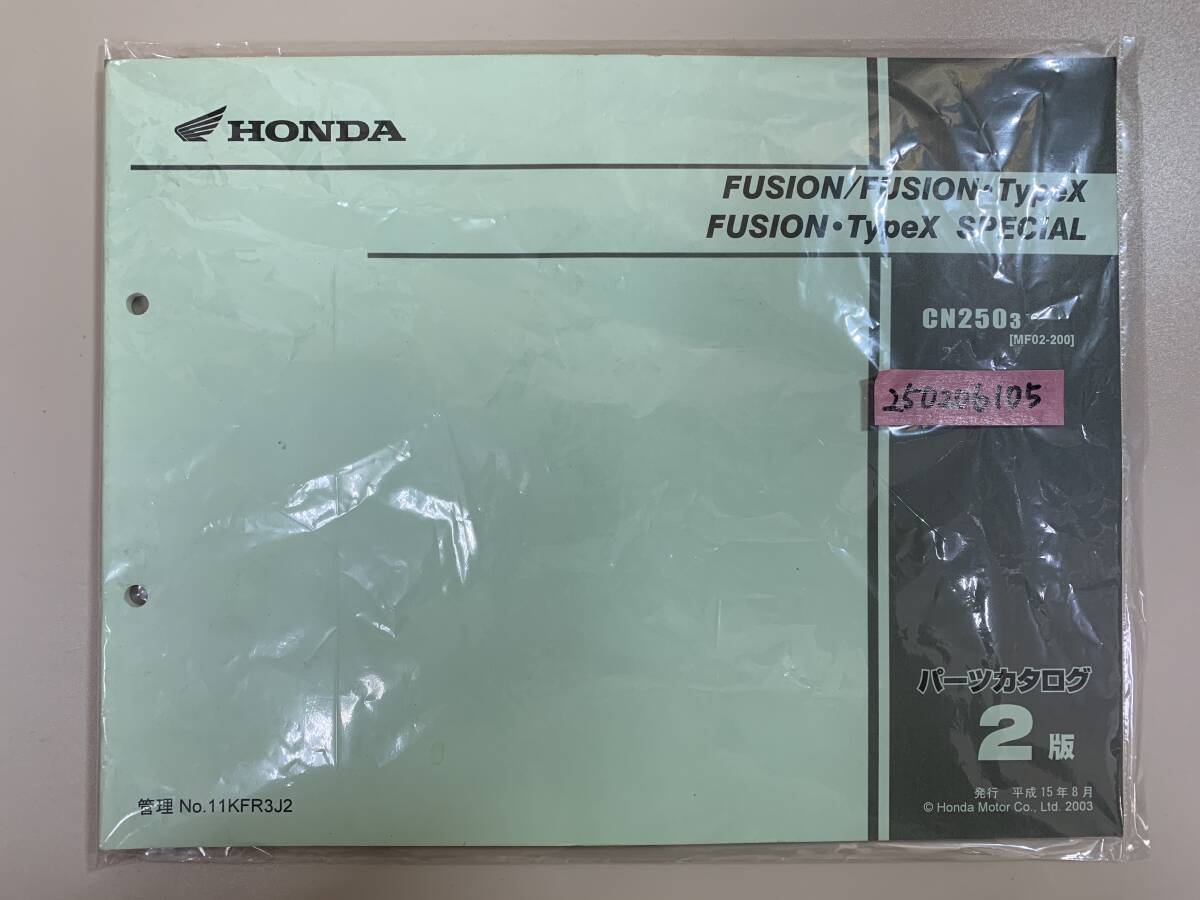 HONDA
FUSION/FUSION・TypeX
FUSION・TypeX SPECIAL
CN2503
[MF02-200]
250206105
パーツカタログ
2版
発行 平成15年8月
© Honda Motor Co., Ltd. 2003
管理 No.11KFR3J2